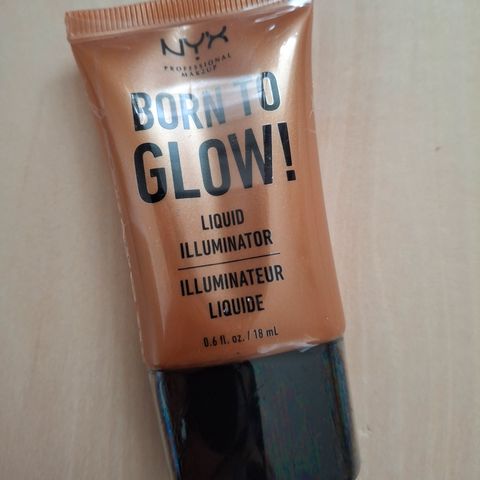 NYX
PROFESSIONAL
MAKEUP
BORN TO
GLOW!
LIQUID
ILLUMINATOR
ILLUMINATEUR
LIQUIDE
0.6 fl. oz. / 18 mL